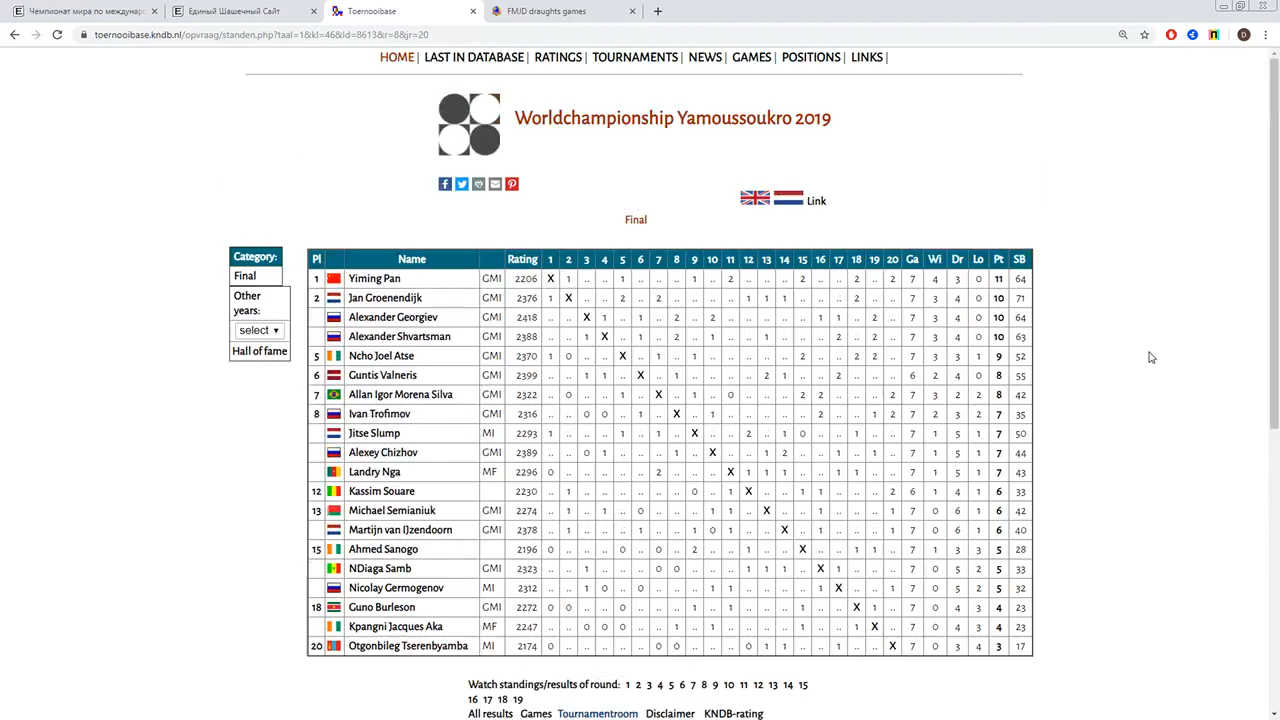 Чемпионат мира по междунар × Единый Шашечный Сайт × Toernooibase × FMJD draughts games × +
toernooibase.kndb.nl/opvraag/standen.php?taal=1&kl=46&Id=8613&r=8&jr=20
HOME | LAST IN DATABASE | RATINGS | TOURNAMENTS | NEWS | GAMES | POSITIONS | LINKS |
Worldchampionship Yamoussoukro 2019
Link
Final
Category:
Final
Other years:
select
Hall of fame
Pl Name Rating 1 2 3 4 5 6 7 8 9 10 11 12 13 14 15 16 17 18 19 20 Ga Wi Dr Lo Pt SB
1 Yiming Pan GMI 2206 X 1 .. .. 1 .. .. .. 1 .. 2 .. .. .. 2 .. .. 2 .. 2 7 4 3 0 11 64
2 Jan Groenendijk GMI 2376 1 X .. .. 2 .. 2 .. .. .. .. 1 1 1 .. .. .. 2 .. .. 7 3 4 0 10 71
Alexander Georgiev GMI 2418 .. .. X 1 .. 1 .. 2 .. 2 .. .. .. .. .. 1 1 .. 2 .. 7 3 4 0 10 64
Alexander Shvartsman GMI 2388 .. .. 1 X .. 1 .. 2 .. 1 .. .. 1 .. .. .. 2 .. 2 .. 7 3 4 0 10 63
5 Ncho Joel Atse GMI 2370 1 0 .. .. X .. 1 .. 1 .. .. .. .. .. 2 .. .. 2 2 .. 7 3 3 1 9 52
6 Guntis Valneris GMI 2399 .. .. 1 1 .. X .. 1 .. .. .. .. 2 1 .. .. 2 .. .. .. 6 2 4 0 8 55
7 Allan Igor Morena Silva GMI 2322 .. 0 .. .. 1 .. X .. 1 .. 0 .. .. .. 2 2 .. .. .. 2 7 3 2 2 8 42
8 Ivan Trofimov GMI 2316 .. .. 0 0 .. 1 .. X .. 1 .. .. .. .. .. 2 .. .. 1 2 7 2 3 2 7 35
Jitse Slump MI 2293 1 .. .. .. 1 .. 1 .. X .. .. 2 .. 1 0 .. .. 1 .. .. 7 1 5 1 7 50
Alexey Chizhov GMI 2389 .. .. 0 1 .. .. .. 1 .. X .. .. 1 2 .. .. 1 .. 1 .. 7 1 5 1 7 44
Landry Nga MF 2296 0 .. .. .. .. .. 2 .. .. .. X 1 1 1 .. .. 1 1 .. .. 7 1 5 1 7 43
12 Kassim Souare 2230 .. 1 .. .. .. .. .. .. 0 .. 1 X .. .. 1 1 .. .. .. 2 6 1 4 1 6 33
13 Michael Semianiuk GMI 2274 .. 1 .. 1 .. 0 .. .. .. 1 1 .. X .. .. 1 .. .. .. 1 7 0 6 1 6 42
Martijn van IJzendoorn GMI 2378 .. 1 .. .. .. 1 .. .. 1 0 1 .. .. X .. 1 .. .. .. 1 7 0 6 1 6 40
15 Ahmed Sanogo 2196 0 .. .. .. 0 .. 0 .. 2 .. .. 1 .. .. X .. .. 1 1 .. 7 1 3 3 5 28
NDiaga Samb GMI 2323 .. .. 1 .. .. .. 0 0 .. .. .. 1 1 1 .. X 1 .. .. .. 7 0 5 2 5 33
Nicolay Germogenov MI 2312 .. .. 1 0 .. 0 .. .. .. 1 1 .. .. .. .. 1 X .. .. 1 7 0 5 2 5 32
18 Guno Burleson GMI 2272 0 0 .. .. 0 .. .. .. 1 .. 1 .. .. .. 1 .. .. X 1 .. 7 0 4 3 4 23
Kpangni Jacques Aka MF 2247 .. .. 0 0 0 .. .. 1 .. 1 .. .. .. .. 1 .. .. 1 X .. 7 0 4 3 4 23
20 Otgonbileg Tserenbyamba MI 2174 0 .. .. .. .. .. 0 0 .. .. .. 0 1 1 .. .. 1 .. .. X 7 0 3 4 3 17
Watch standings/results of round: 1 2 3 4 5 6 7 8 9 10 11 12 13 14 15
16 17 18 19
All results Games Tournamentroom Disclaimer KNDB-rating